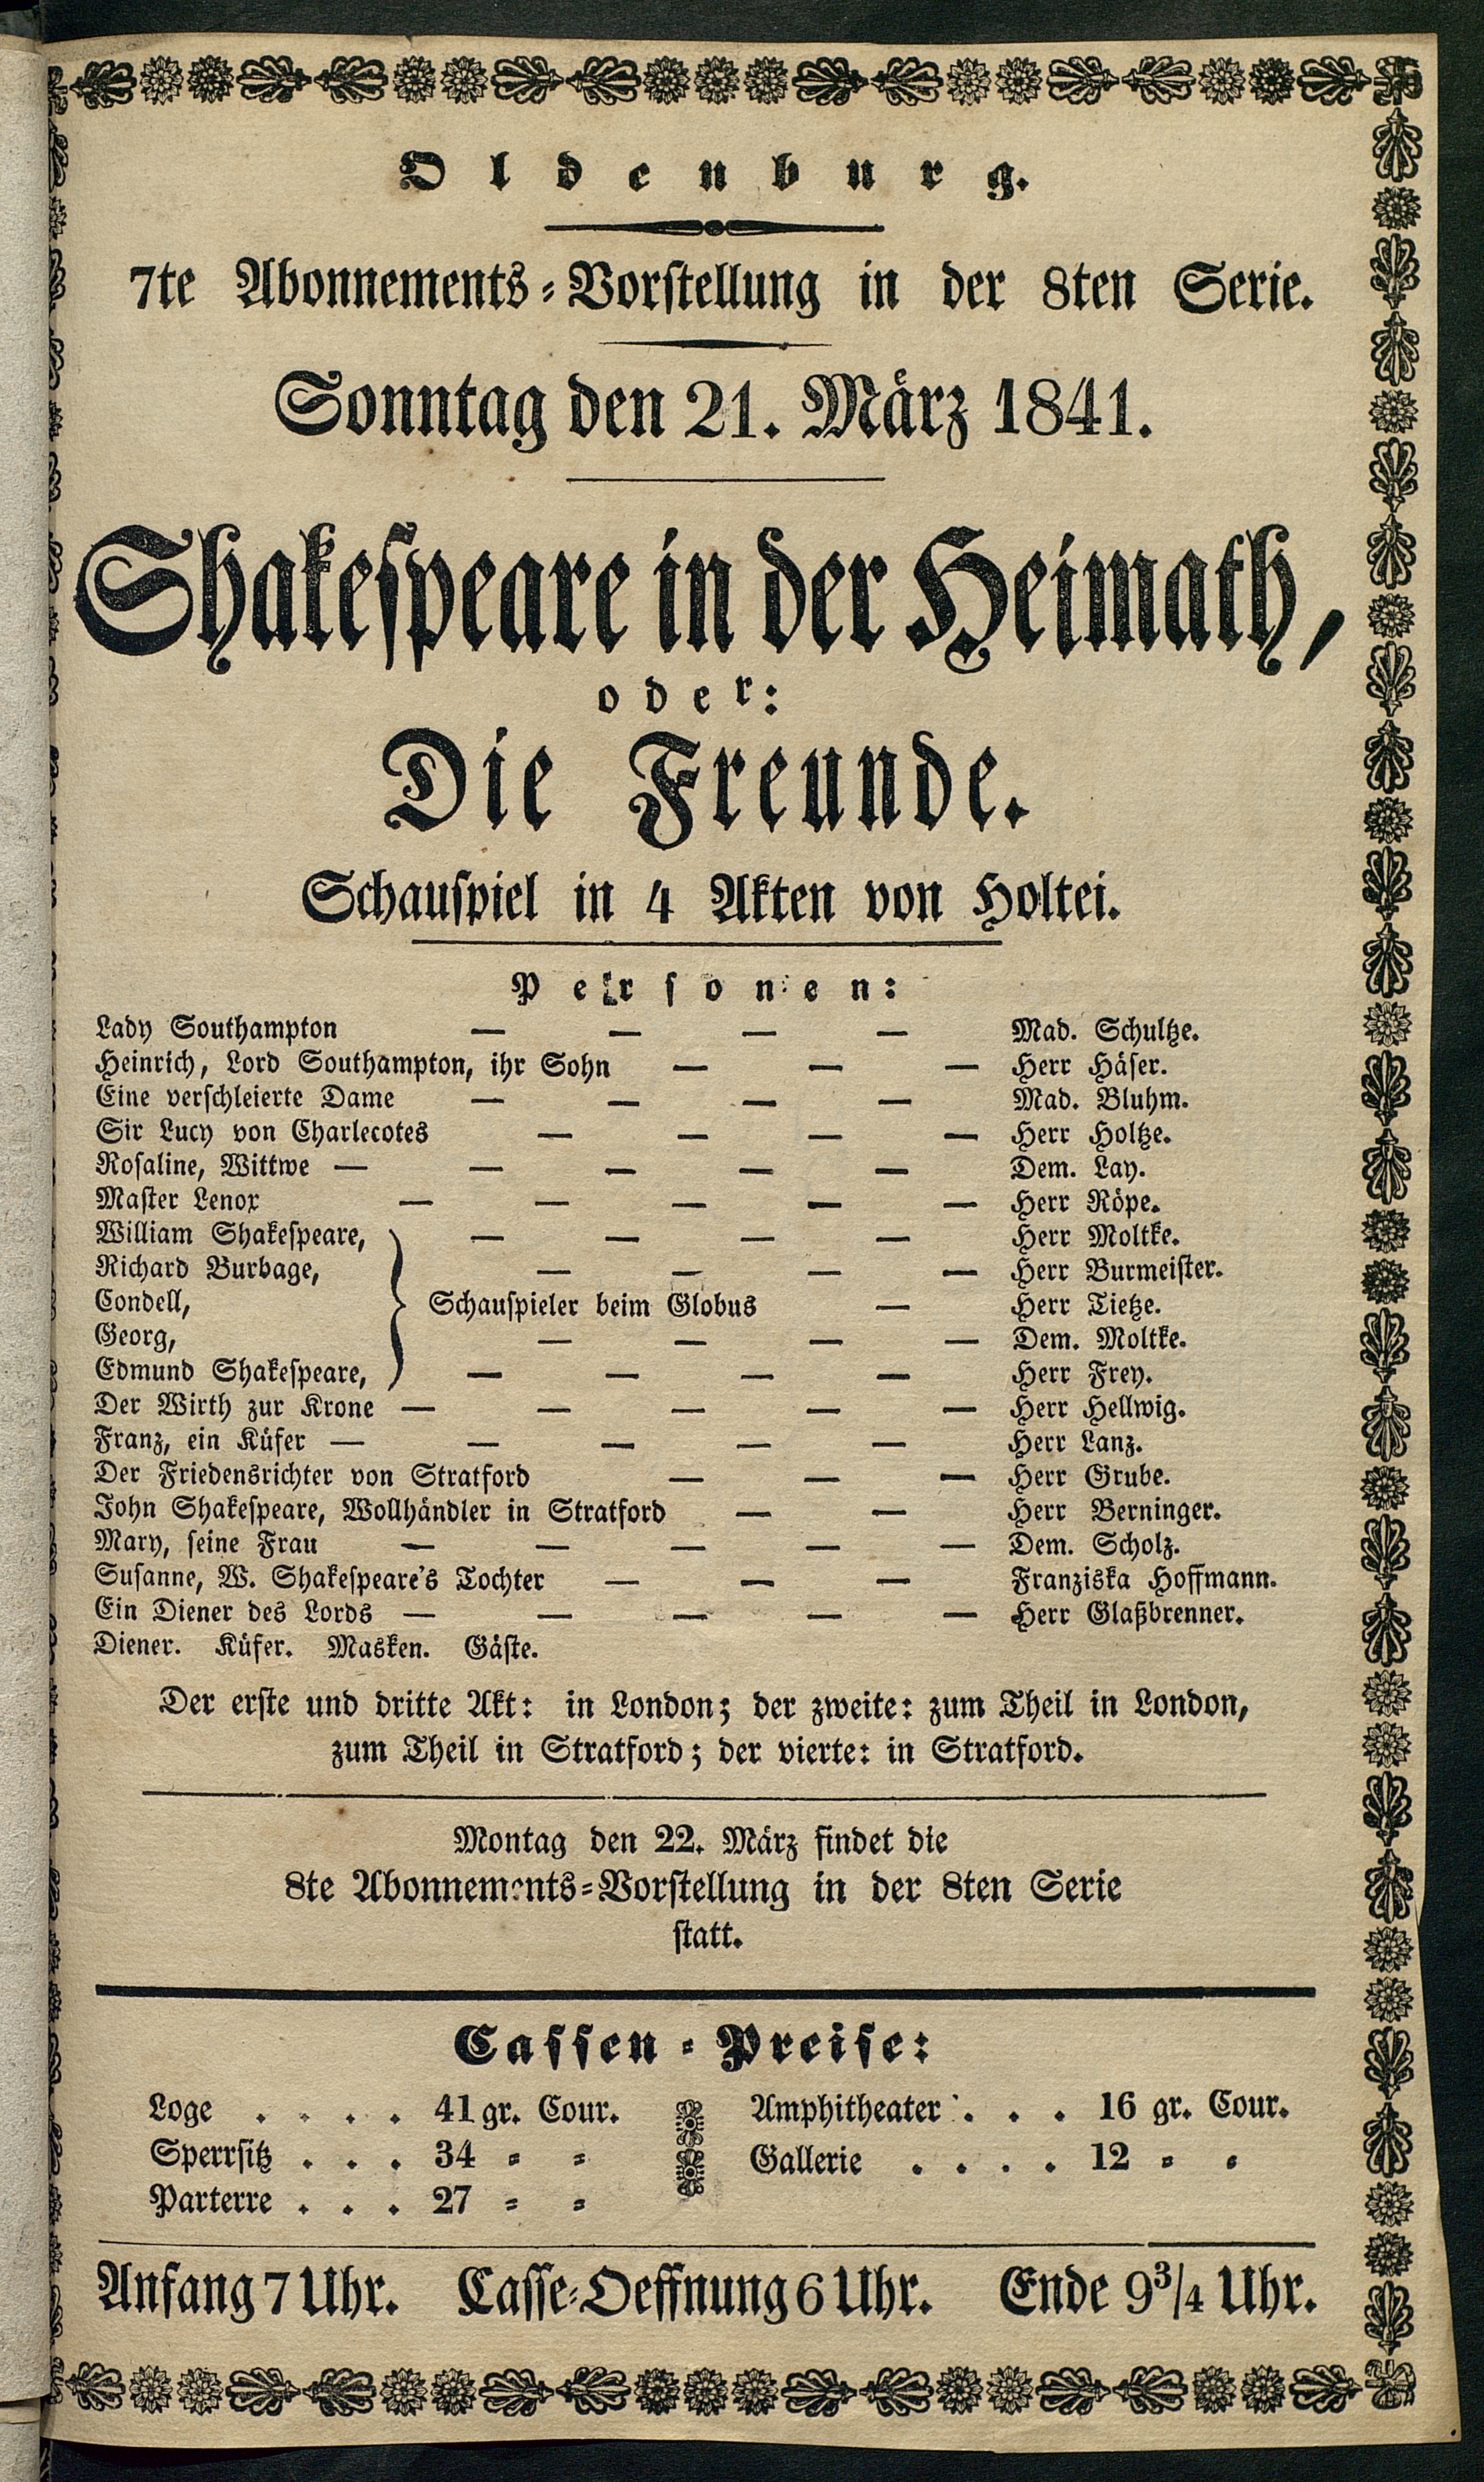 Oldenburg.
7te Abonnements-Vorstellung in der 8ten Serie.
Sonntag den 21. März 1841.
Shakespeare in der Heimath,
oder:
Die Freunde.
Schauspiel in 4 Akten von Holtei.
Personen:
Lady Southampton — — — — Mad. Schultze.
Heinrich, Lord Southampton, ihr Sohn — — — Herr Häser.
Eine verschleierte Dame — — — — Mad. Bluhm.
Sir Lucy von Charlecotes — — — — Herr Holtze.
Rosaline, Wittwe — — — — — Dem. Lay.
Master Lenox — — — — — Herr Röpe.
William Shakespeare, — — — — Herr Moltke.
Richard Burbage, — — — — Herr Burmeister.
Condell, Schauspieler beim Globus — Herr Tietze.
Georg, — — — — Dem. Moltke.
Edmund Shakespeare, — — — — Herr Frey.
Der Wirth zur Krone — — — — — Herr Hellwig.
Franz, ein Küfer — — — — — Herr Lanz.
Der Friedensrichter von Stratford — — — Herr Grube.
John Shakespeare, Wollhändler in Stratford — — Herr Berninger.
Mary, seine Frau — — — — — Dem. Scholz.
Susanne, W. Shakespeare's Tochter — — — Franziska Hoffmann.
Ein Diener des Lords — — — — — Herr Glaßbrenner.
Diener. Küfer. Masken. Gäste.
Der erste und dritte Akt: in London; der zweite: zum Theil in London,
zum Theil in Stratford; der vierte: in Stratford.
Montag den 22. März findet die
8te Abonnements-Vorstellung in der 8ten Serie
statt.
Cassen-Preise:
Loge . . . . 41 gr. Cour.
Sperrsitz . . . 34 = =
Parterre . . . 27 = =
Amphitheater . . . 16 gr. Cour.
Gallerie . . . . 12 = =
Anfang 7 Uhr. Casse-Oeffnung 6 Uhr. Ende 9 3/4 Uhr.